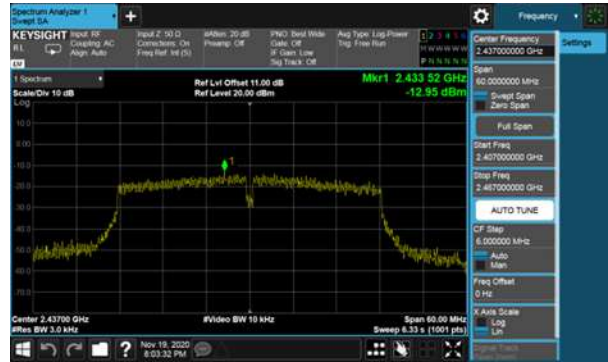 Spectrum Analyzer 1
Swept SA
+
Frequency
KEYSIGHT
Input: RF
Coupling: AC
Align: Auto
Input Z: 50 Ω
Corrections: On
Freq Ref: Int (S)
#Atten: 20 dB
Preamp: Off
PNO: Best Wide
Gate: Off
IF Gain: Low
Sig Track: Off
Avg Type: Log-Power
Trig: Free Run
1 2 3 4 5 6
M W W W W W
P N N N N N
R L
LV
1 Spectrum
Scale/Div 10 dB
Log
Ref Lvl Offset 11.00 dB
Ref Level 20.00 dBm
Mkr1 2.433 52 GHz
-12.95 dBm
10.0
0.00
-10.0
-20.0
-30.0
-40.0
-50.0
-60.0
-70.0
1
Center 2.43700 GHz
#Res BW 3.0 kHz
#Video BW 10 kHz
Span 60.00 MHz
Sweep 6.33 s (1001 pts)
Center Frequency
2.437000000 GHz
Settings
Span
60.0000000 MHz
Swept Span
Zero Span
Full Span
Start Freq
2.407000000 GHz
Stop Freq
2.467000000 GHz
AUTO TUNE
CF Step
6.000000 MHz
Auto
Man
Freq Offset
0 Hz
X Axis Scale
Log
Lin
Signal Track
?
Nov 19, 2020
8:03:32 PM